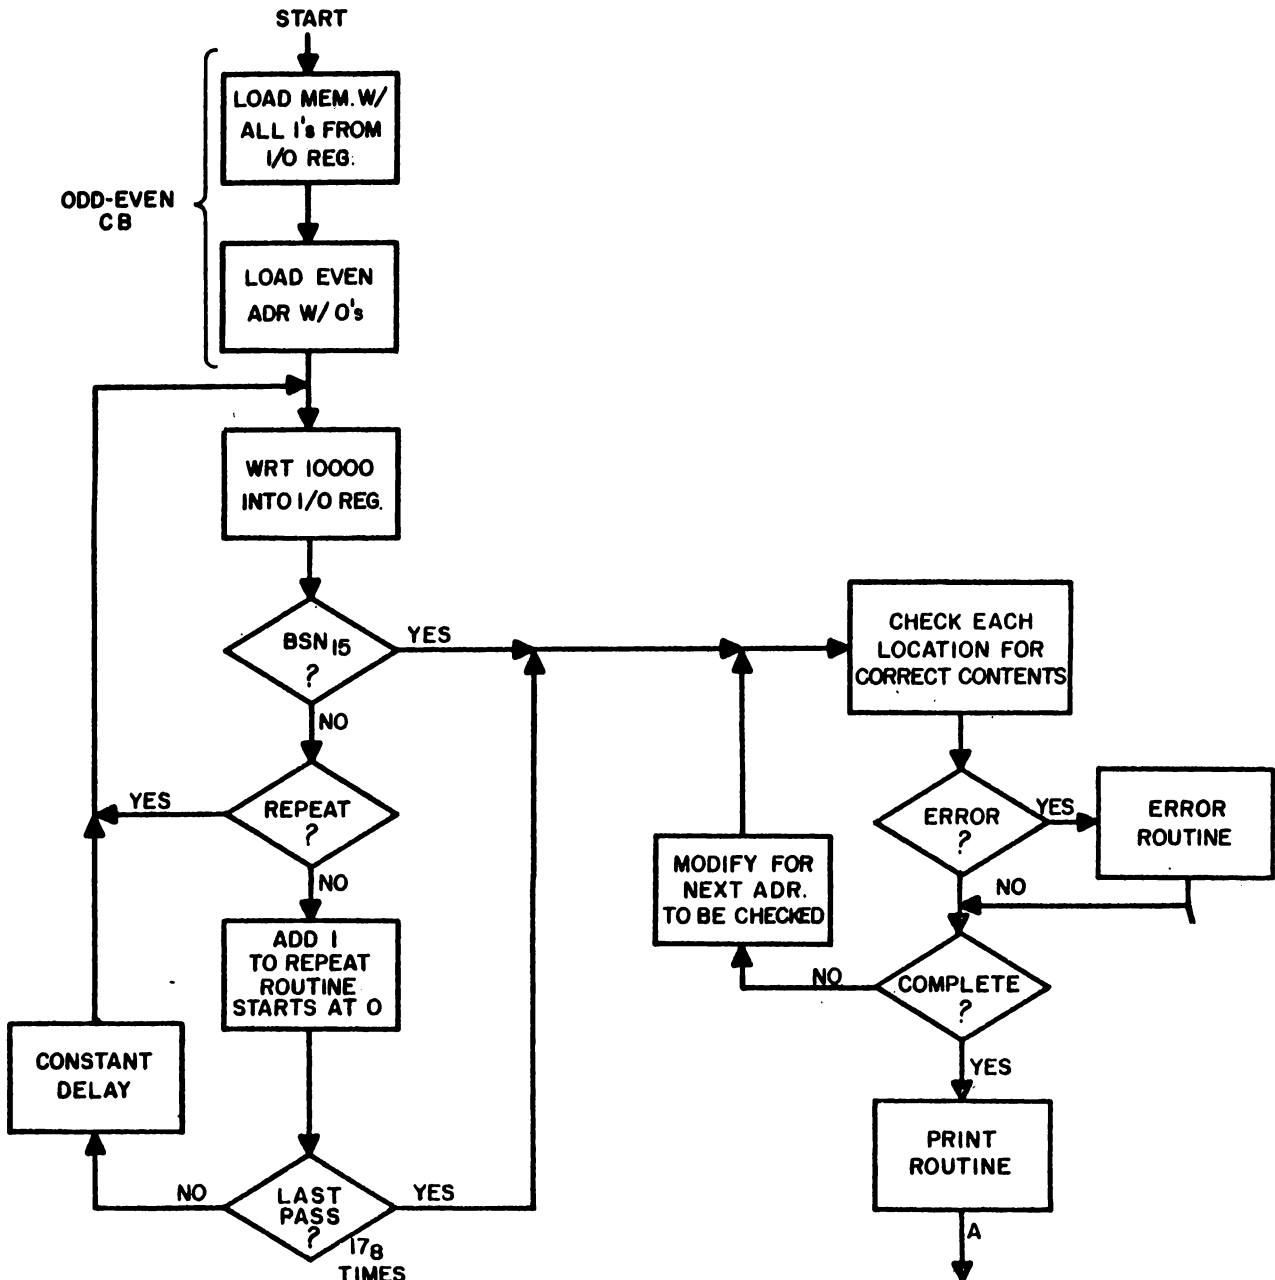 START
LOAD MEM. W/
ALL 1's FROM
I/O REG.
ODD-EVEN
CB
LOAD EVEN
ADR W/ 0's
WRT 10000
INTO I/O REG.
BSN15
?
YES
NO
REPEAT
?
YES
NO
ADD 1
TO REPEAT
ROUTINE
STARTS AT 0
CONSTANT
DELAY
LAST
PASS
?
NO
YES
178
TIMES
CHECK EACH
LOCATION FOR
CORRECT CONTENTS
ERROR
?
YES
NO
ERROR
ROUTINE
MODIFY FOR
NEXT ADR.
TO BE CHECKED
COMPLETE
?
NO
YES
PRINT
ROUTINE
A